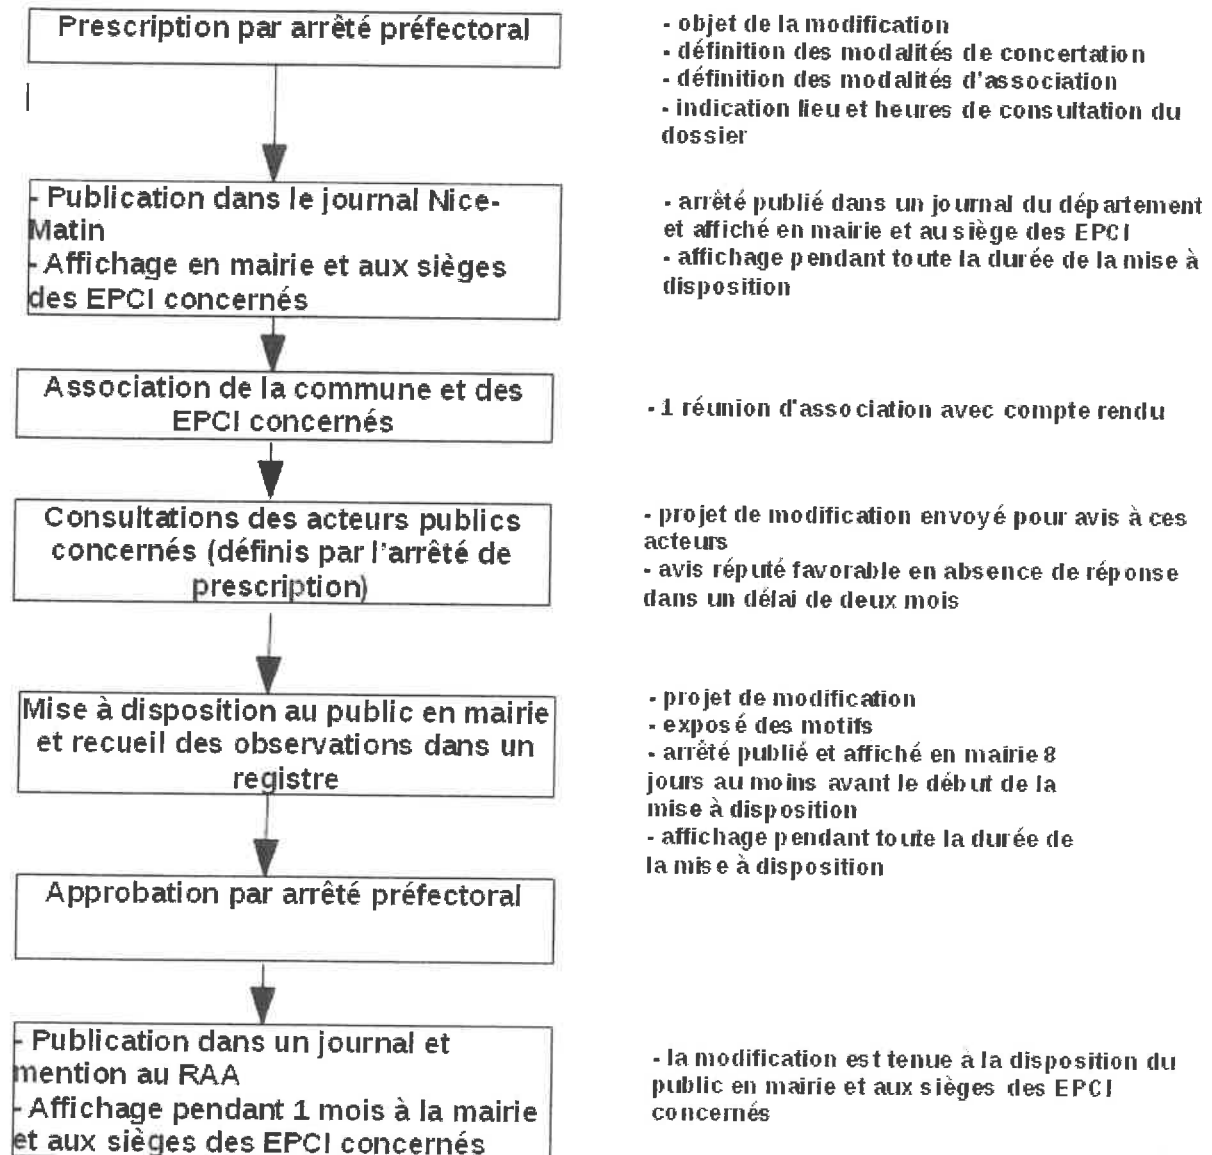 Prescription par arrêté préfectoral
- objet de la modification
- définition des modalités de concertation
- définition des modalités d'association
- indication lieu et heures de consultation du
dossier
- Publication dans le journal Nice-
Matin
- Affichage en mairie et aux sièges
des EPCI concernés
- arrêté publié dans un journal du département
et affiché en mairie et au siège des EPCI
- affichage pendant toute la durée de la mise à
disposition
Association de la commune et des
EPCI concernés
- 1 réunion d'association avec compte rendu
Consultations des acteurs publics
concernés (définis par l'arrêté de
prescription)
- projet de modification envoyé pour avis à ces
acteurs
- avis réputé favorable en absence de réponse
dans un délai de deux mois
Mise à disposition au public en mairie
et recueil des observations dans un
registre
- projet de modification
- exposé des motifs
- arrêté publié et affiché en mairie 8
jours au moins avant le début de la
mise à disposition
- affichage pendant toute la durée de
la mise à disposition
Approbation par arrêté préfectoral
- Publication dans un journal et
mention au RAA
- Affichage pendant 1 mois à la mairie
et aux sièges des EPCI concernés
- la modification est tenue à la disposition du
public en mairie et aux sièges des EPCI
concernés